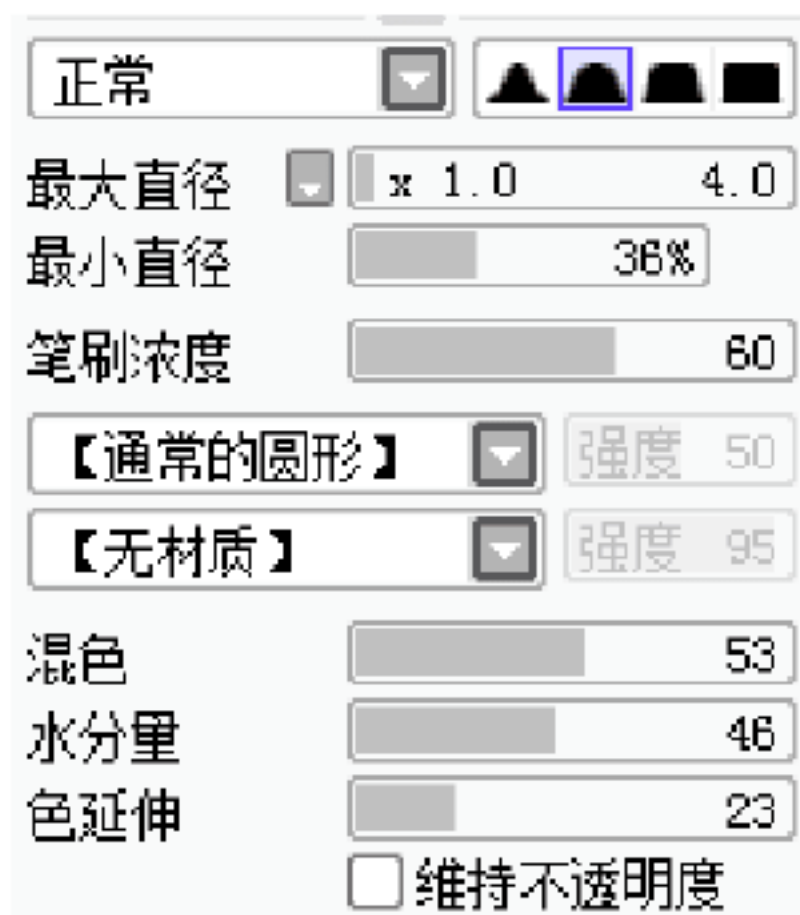 正常
最大直径 x 1.0 4.0
最小直径 36%
笔刷浓度 60
【通常的圆形】 强度 50
【无材质】 强度 95
混色 53
水分量 46
色延伸 23
维持不透明度